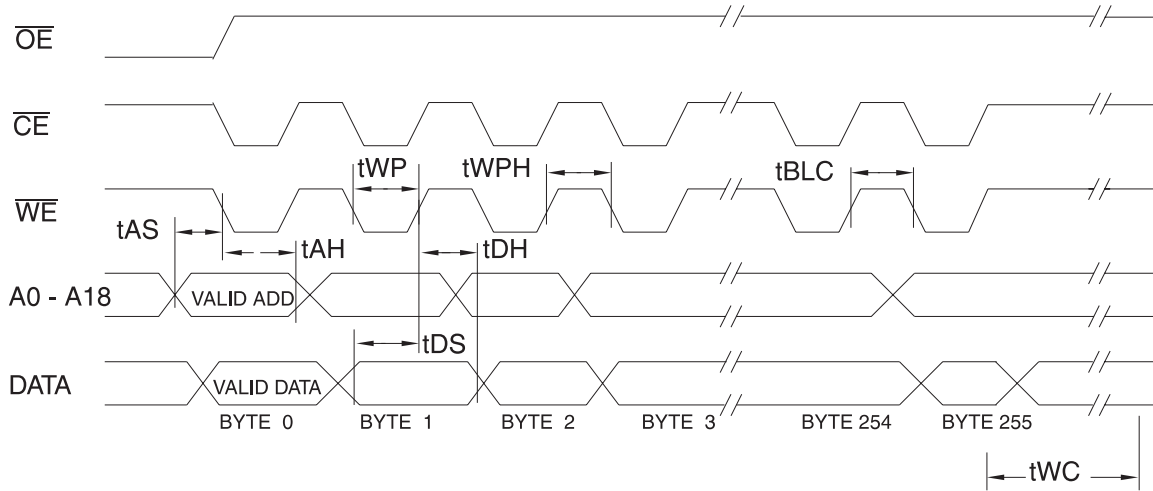 OE
CE
tWP
tWPH
tBLC
WE
tAS
tAH
tDH
A0 - A18
VALID ADD
tDS
DATA
VALID DATA
BYTE 0
BYTE 1
BYTE 2
BYTE 3
BYTE 254
BYTE 255
tWC